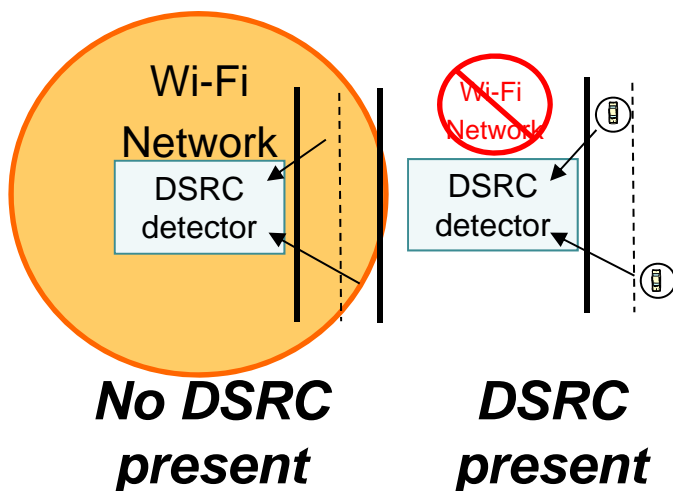 Wi-Fi
Network
DSRC
detector
No DSRC
present
Wi-Fi
Network
DSRC
detector
DSRC
present